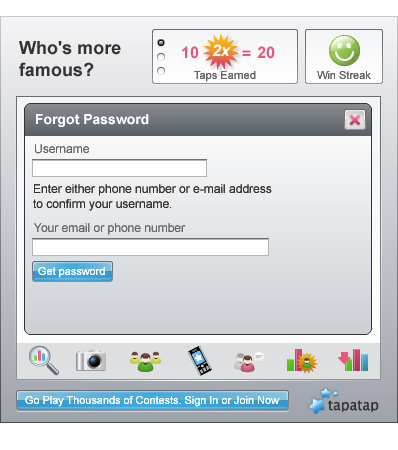 Who's more
famous?
10 2x = 20
Taps Earned
Win Streak
Forgot Password
Username
Enter either phone number or e-mail address
to confirm your username.
Your email or phone number
Get password
Go Play Thousands of Contests. Sign In or Join Now
tapatap